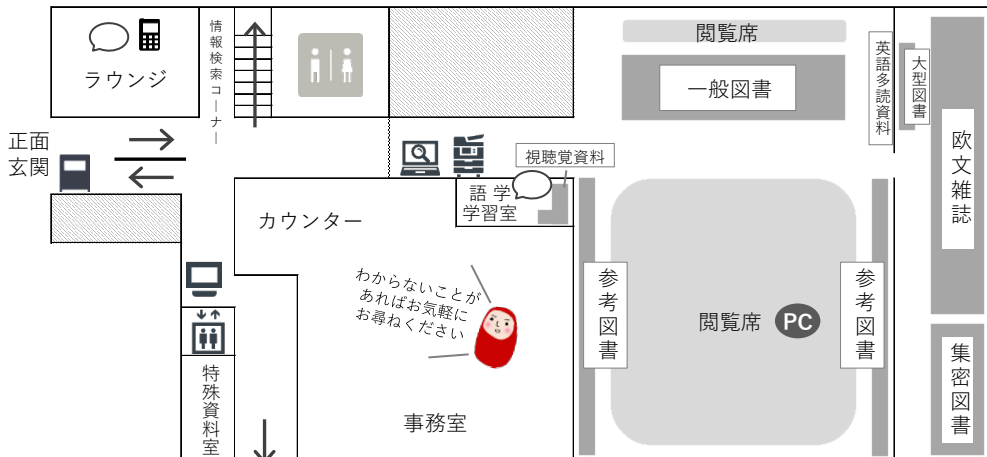 ラウンジ
情報検索コーナー
閲覧席
一般図書
英語多読資料
大型図書
欧文雑誌
正面
玄関
視聴覚資料
語学
学習室
カウンター
わからないことが
あればお気軽に
お尋ねください
参考図書
閲覧席
PC
参考図書
集密図書
特殊資料室
事務室